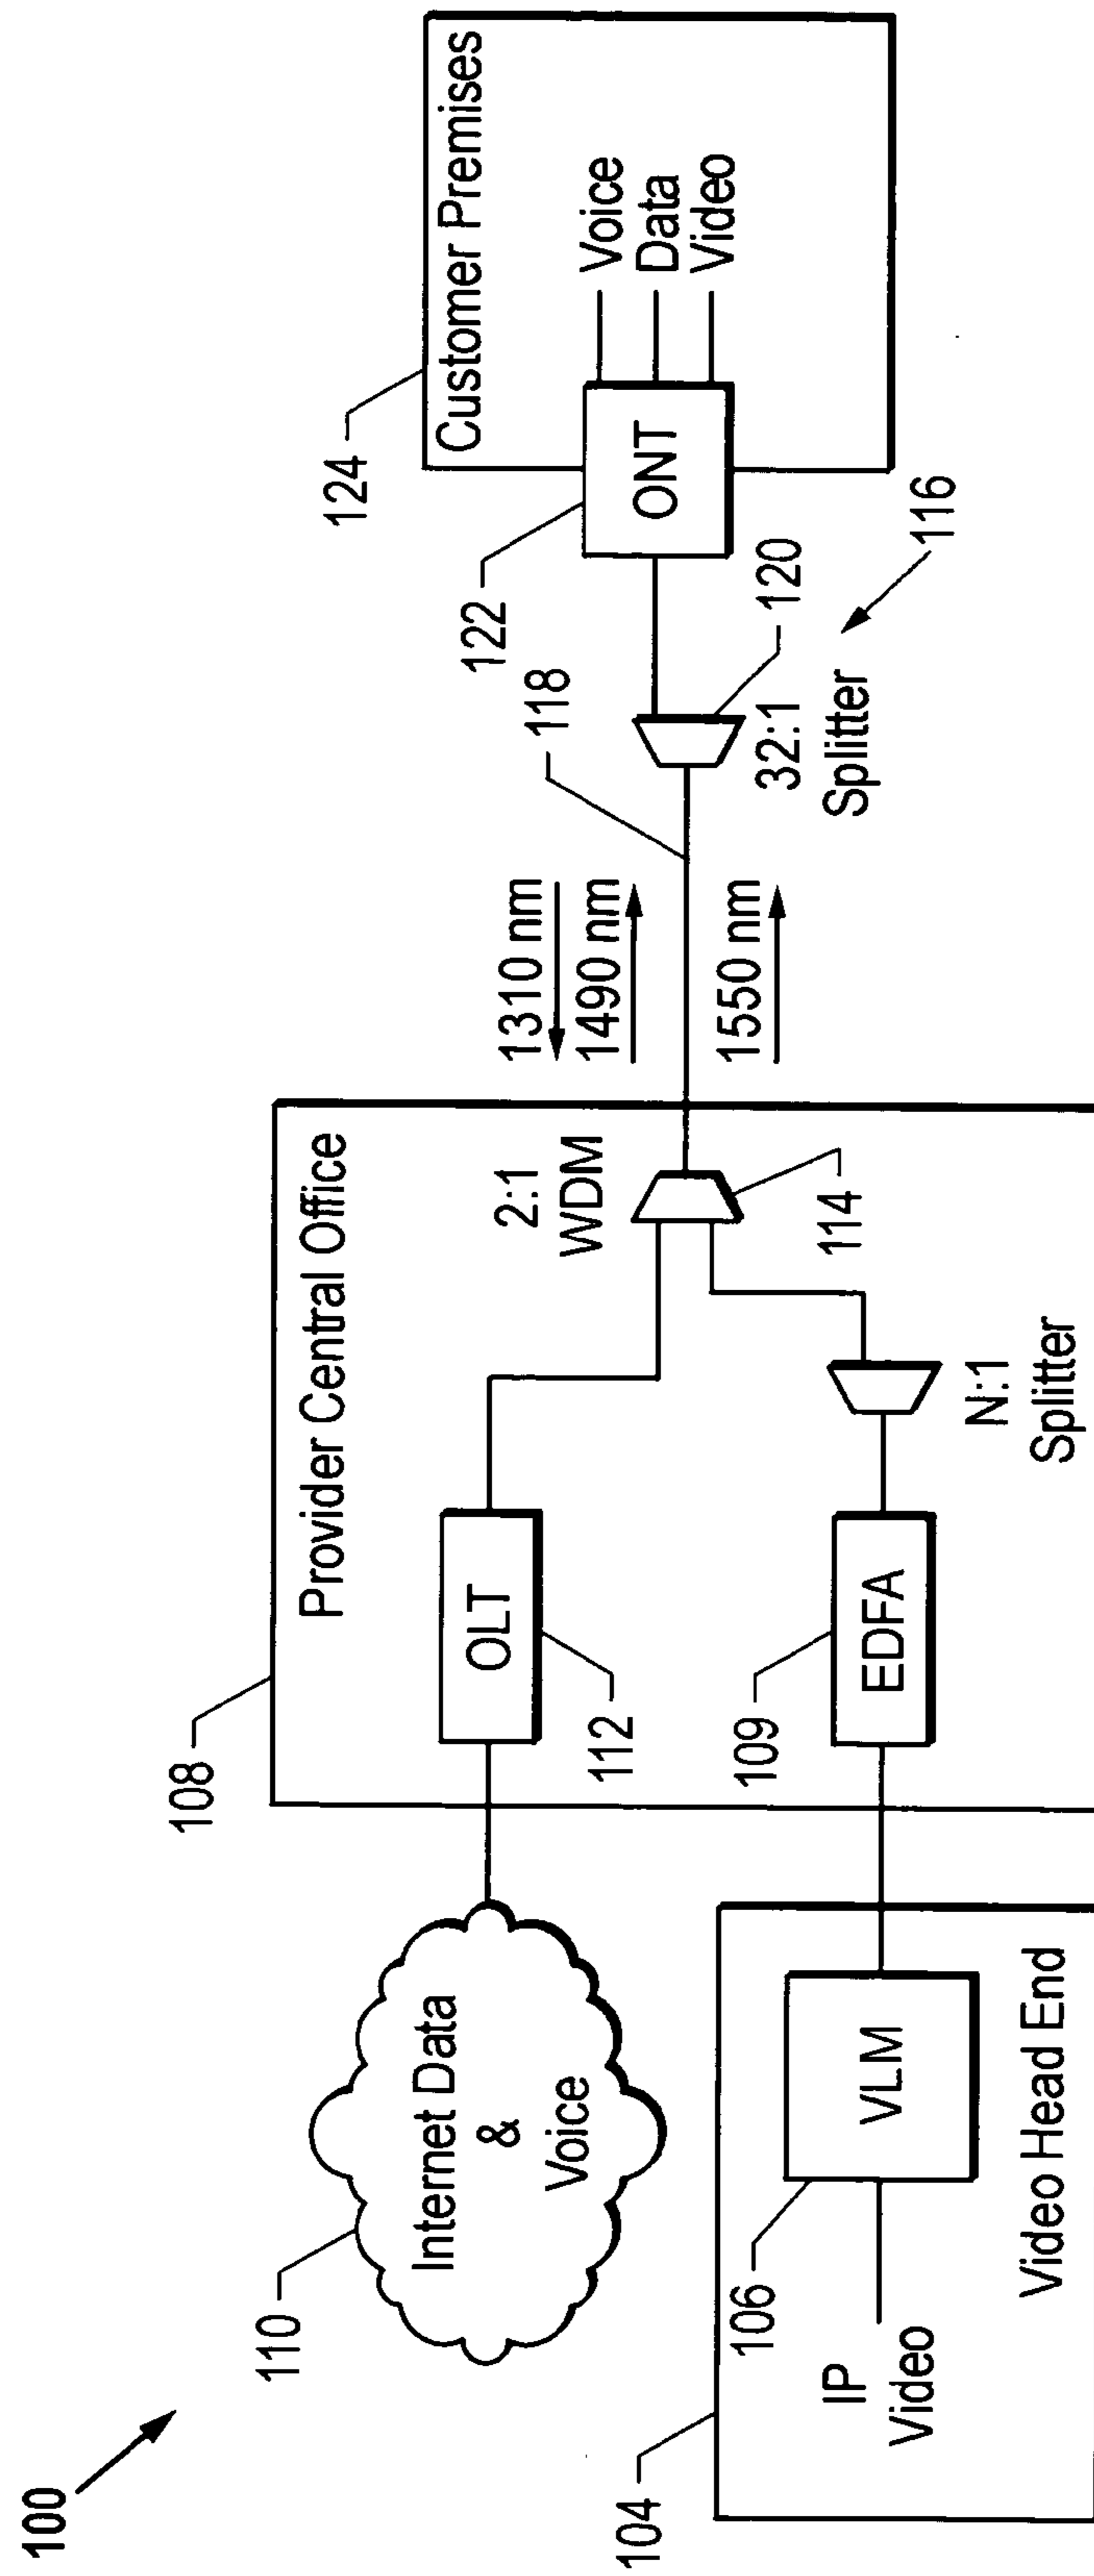 100
110
Internet Data
&
Voice
104
IP
Video
106
VLM
Video Head End
108
Provider Central Office
OLT
112
109
EDFA
N:1
Splitter
2:1
WDM
114
1310 nm
1490 nm
1550 nm
118
32:1
Splitter
120
116
122
ONT
124
Customer Premises
Voice
Data
Video